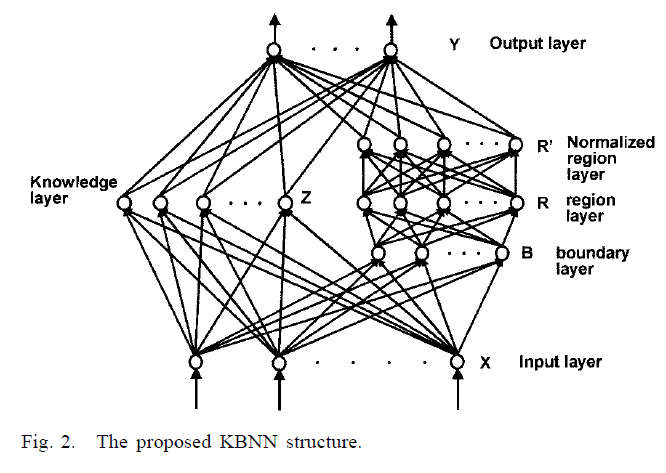 Y Output layer
R' Normalized
region
layer
Knowledge
layer
Z
R region
layer
B boundary
layer
X Input layer
Fig. 2. The proposed KBNN structure.